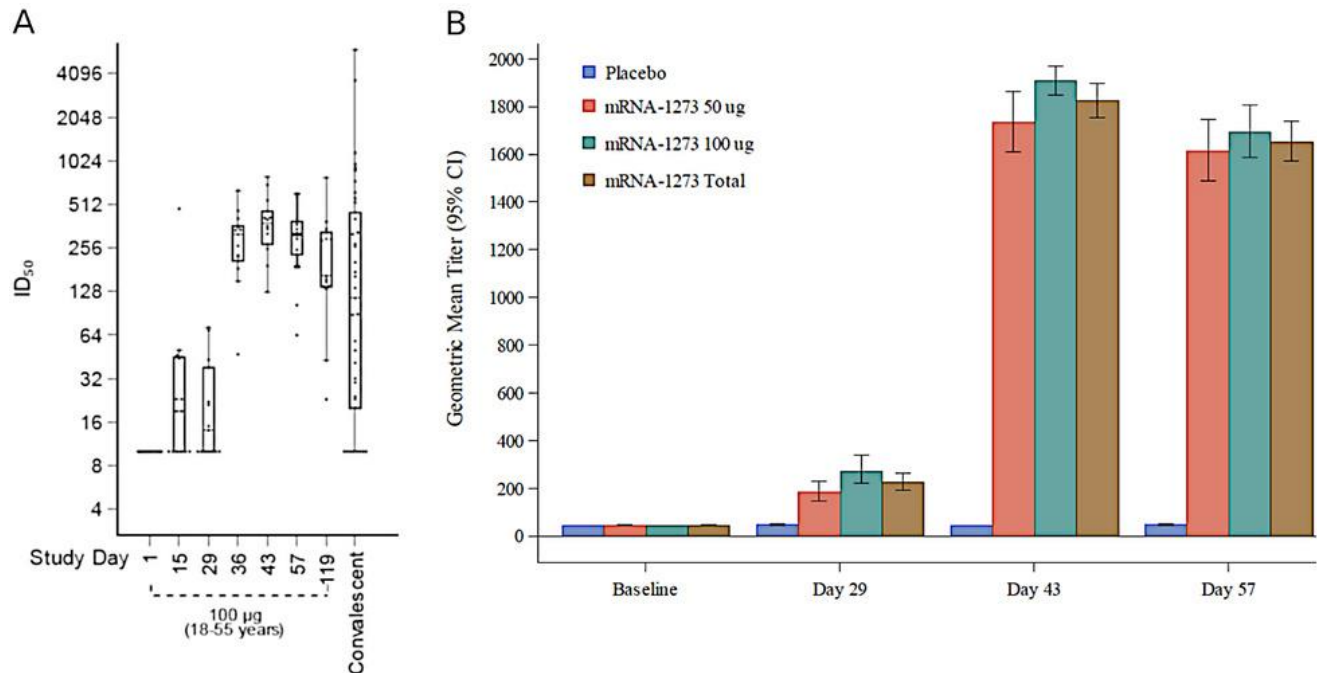 A
4096
2048
1024
512
256
128
64
32
16
8
4
ID50
Study Day
1
15
29
36
43
57
119
Convalescent
100 µg
(18-55 years)
B
Placebo
mRNA-1273 50 ug
mRNA-1273 100 ug
mRNA-1273 Total
Geometric Mean Titer (95% CI)
2000
1800
1600
1400
1200
1000
800
600
400
200
0
Baseline
Day 29
Day 43
Day 57